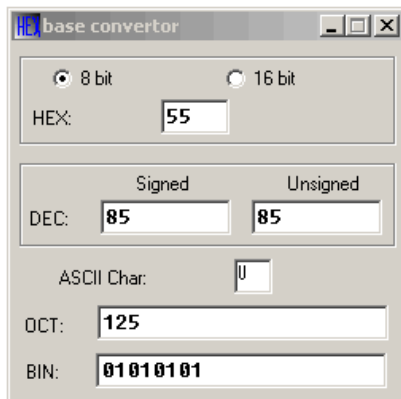 HEX base convertor
8 bit 16 bit
HEX: 55
Signed Unsigned
DEC: 85 85
ASCII Char: U
OCT: 125
BIN: 01010101